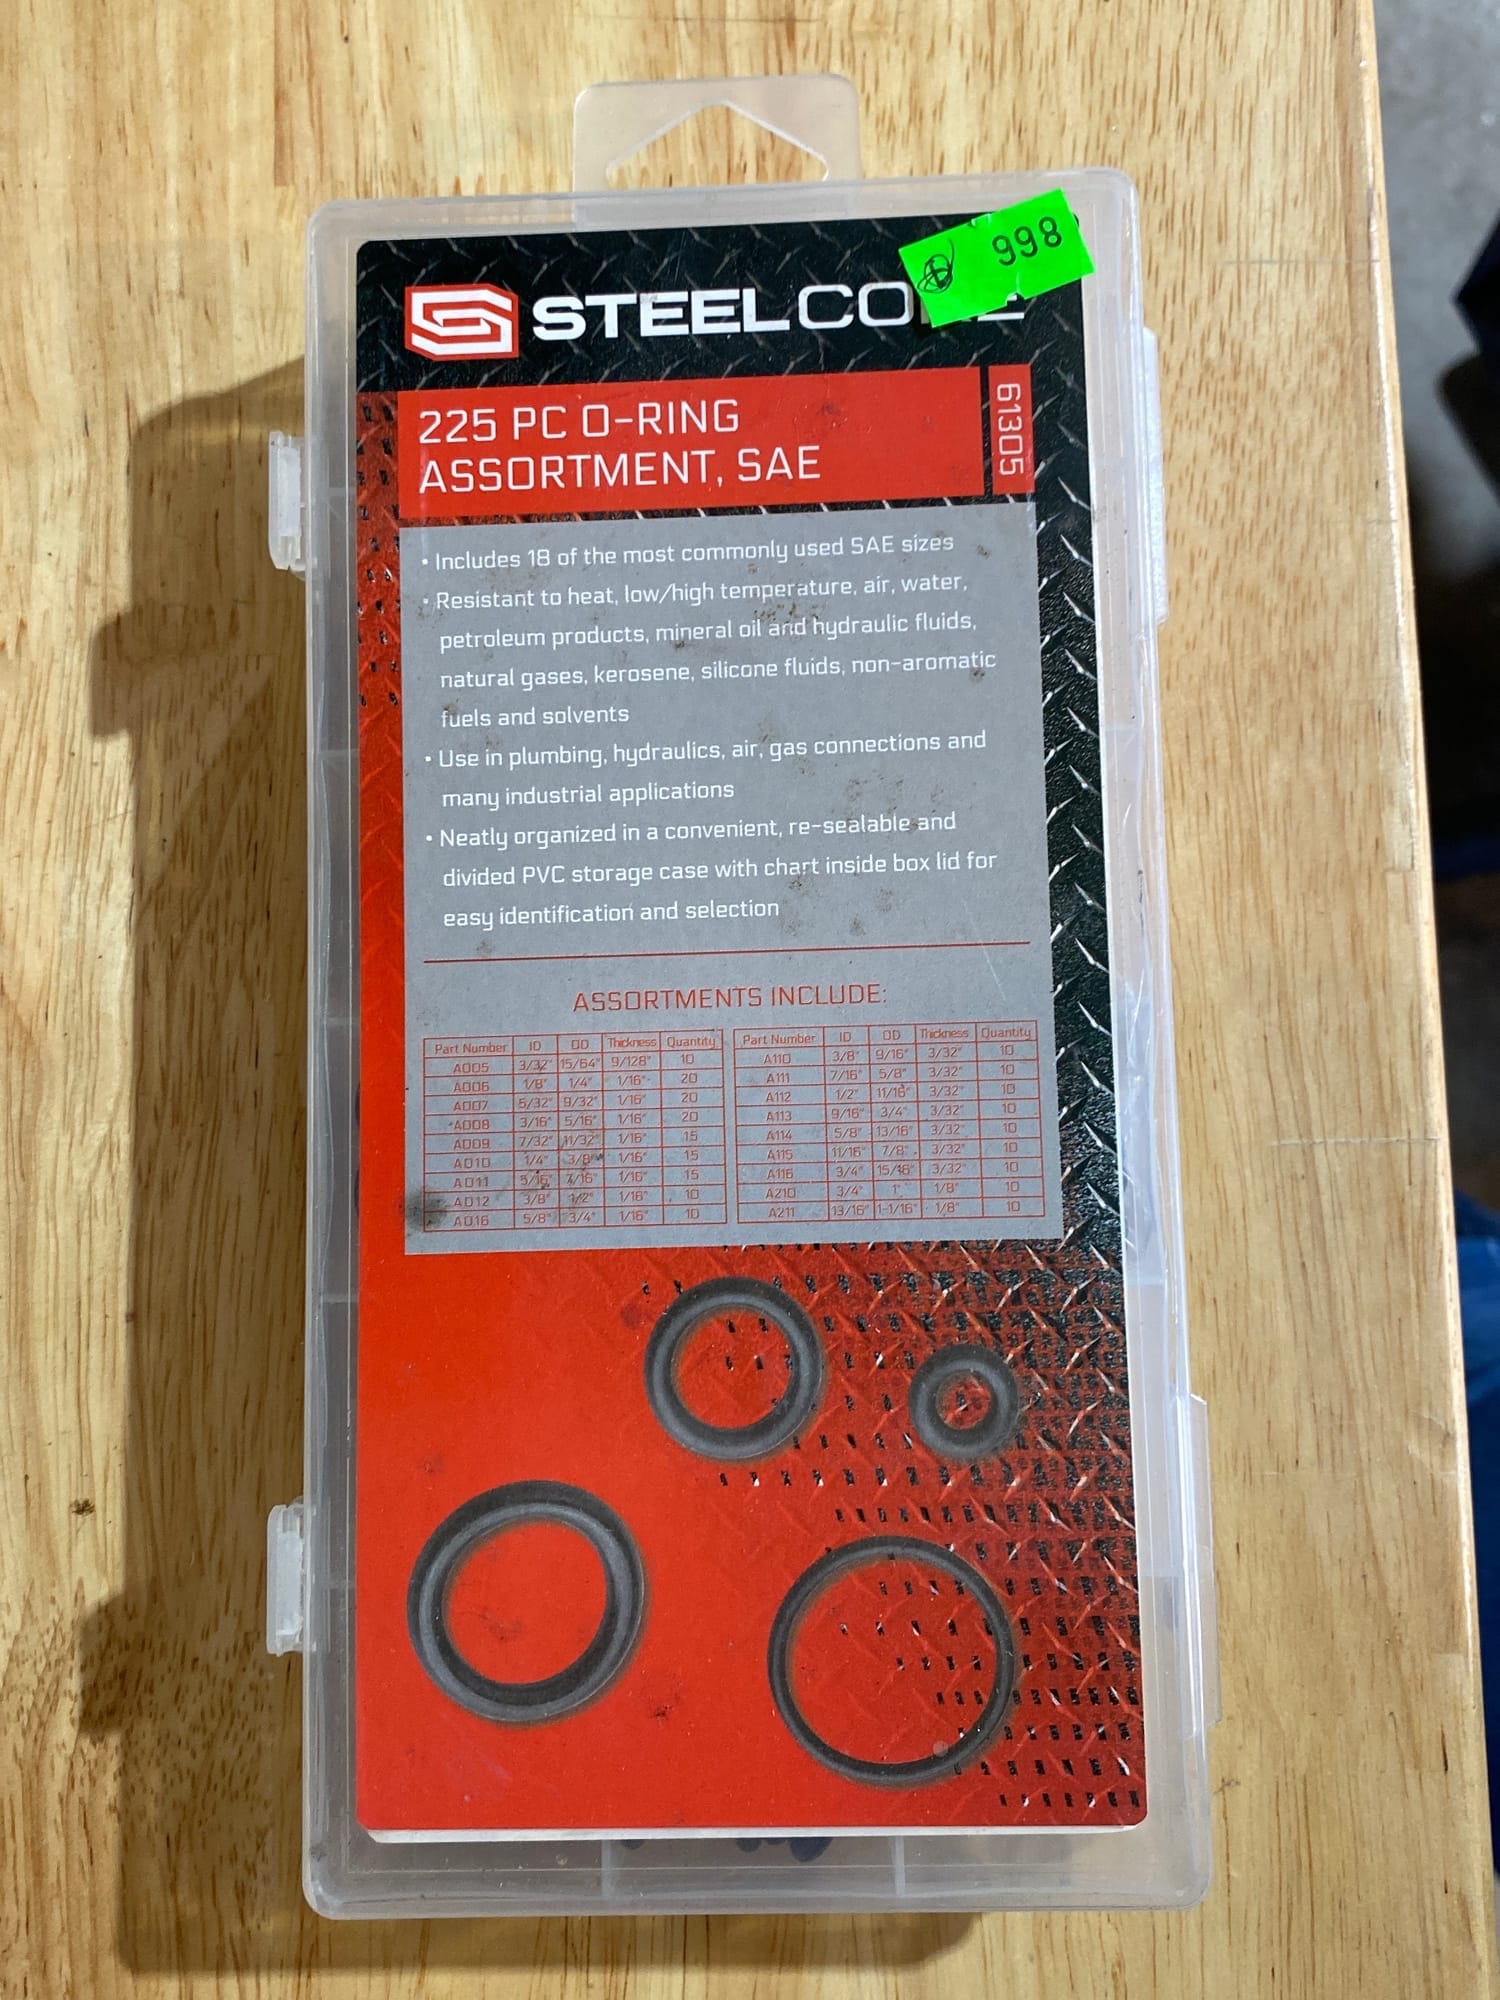 998
STEELCORE
225 PC O-RING
ASSORTMENT, SAE
61305
• Includes 18 of the most commonly used SAE sizes
• Resistant to heat, low/high temperature, air, water,
petroleum products, mineral oil and hydraulic fluids,
natural gases, kerosene, silicone fluids, non-aromatic
fuels and solvents
• Use in plumbing, hydraulics, air, gas connections and
many industrial applications
• Neatly organized in a convenient, re-sealable and
divided PVC storage case with chart inside box lid for
easy identification and selection
ASSORTMENTS INCLUDE:
Part Number ID OD Thickness Quantity
A005 3/32" 15/64" 9/128" 10
A006 1/8" 1/4" 1/16" 20
A007 5/32" 9/32" 1/16" 20
A008 3/16" 5/16" 1/16" 20
A009 7/32" 11/32" 1/16" 15
A010 1/4" 3/8" 1/16" 15
A011 5/16" 7/16" 1/16" 15
A012 3/8" 1/2" 1/16" 10
A016 5/8" 3/4" 1/16" 10
Part Number ID OD Thickness Quantity
A110 3/8" 9/16" 3/32" 10
A111 7/16" 5/8" 3/32" 10
A112 1/2" 11/16" 3/32" 10
A113 9/16" 3/4" 3/32" 10
A114 5/8" 13/16" 3/32" 10
A115 11/16" 7/8" 3/32" 10
A116 3/4" 15/16" 3/32" 10
A210 3/4" 1" 1/8" 10
A211 13/16" 1-1/16" 1/8" 10